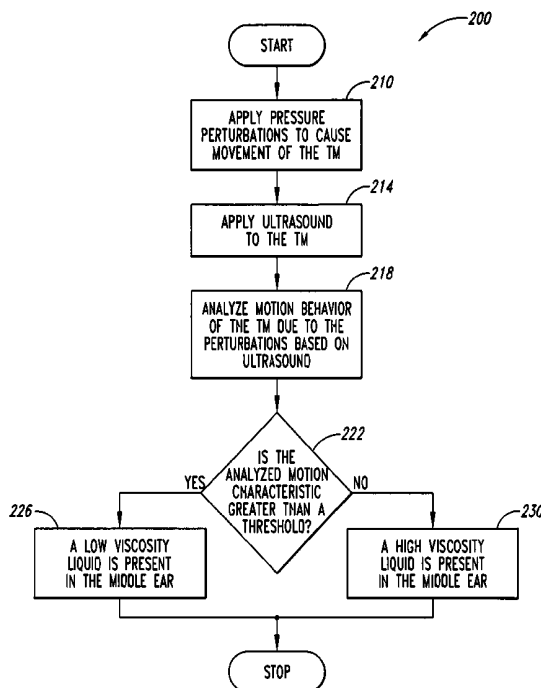 200
START
210
APPLY PRESSURE
PERTURBATIONS TO CAUSE
MOVEMENT OF THE TM
214
APPLY ULTRASOUND
TO THE TM
218
ANALYZE MOTION BEHAVIOR
OF THE TM DUE TO THE
PERTURBATIONS BASED ON
ULTRASOUND
222
IS THE
ANALYZED MOTION
CHARACTERISTIC
GREATER THAN A
THRESHOLD?
YES
NO
226
A LOW VISCOSITY
LIQUID IS PRESENT
IN THE MIDDLE EAR
230
A HIGH VISCOSITY
LIQUID IS PRESENT
IN THE MIDDLE EAR
STOP